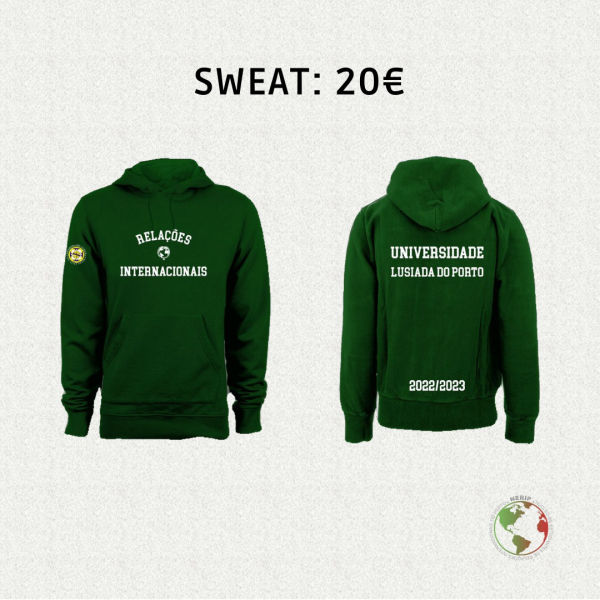 SWEAT: 20€
RELAÇÕES
INTERNACIONAIS
UNIVERSIDADE
LUSIADA DO PORTO
2022/2023
NERIP